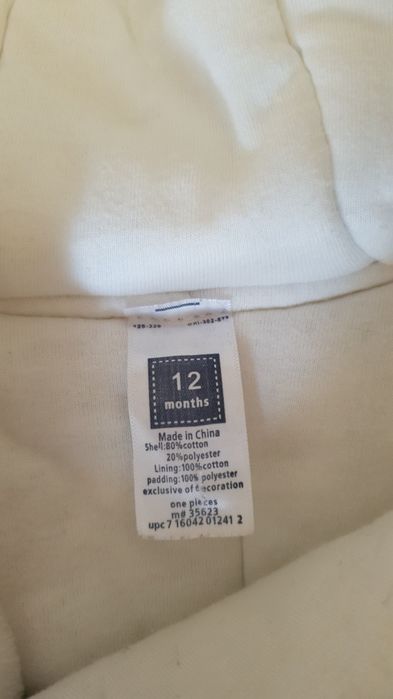 12
months
Made in China
Shell:80%cotton
20%polyester
Lining:100%cotton
padding:100% polyester
exclusive of decoration
one pieces
m# 35623
upc 7 16042 01241 2